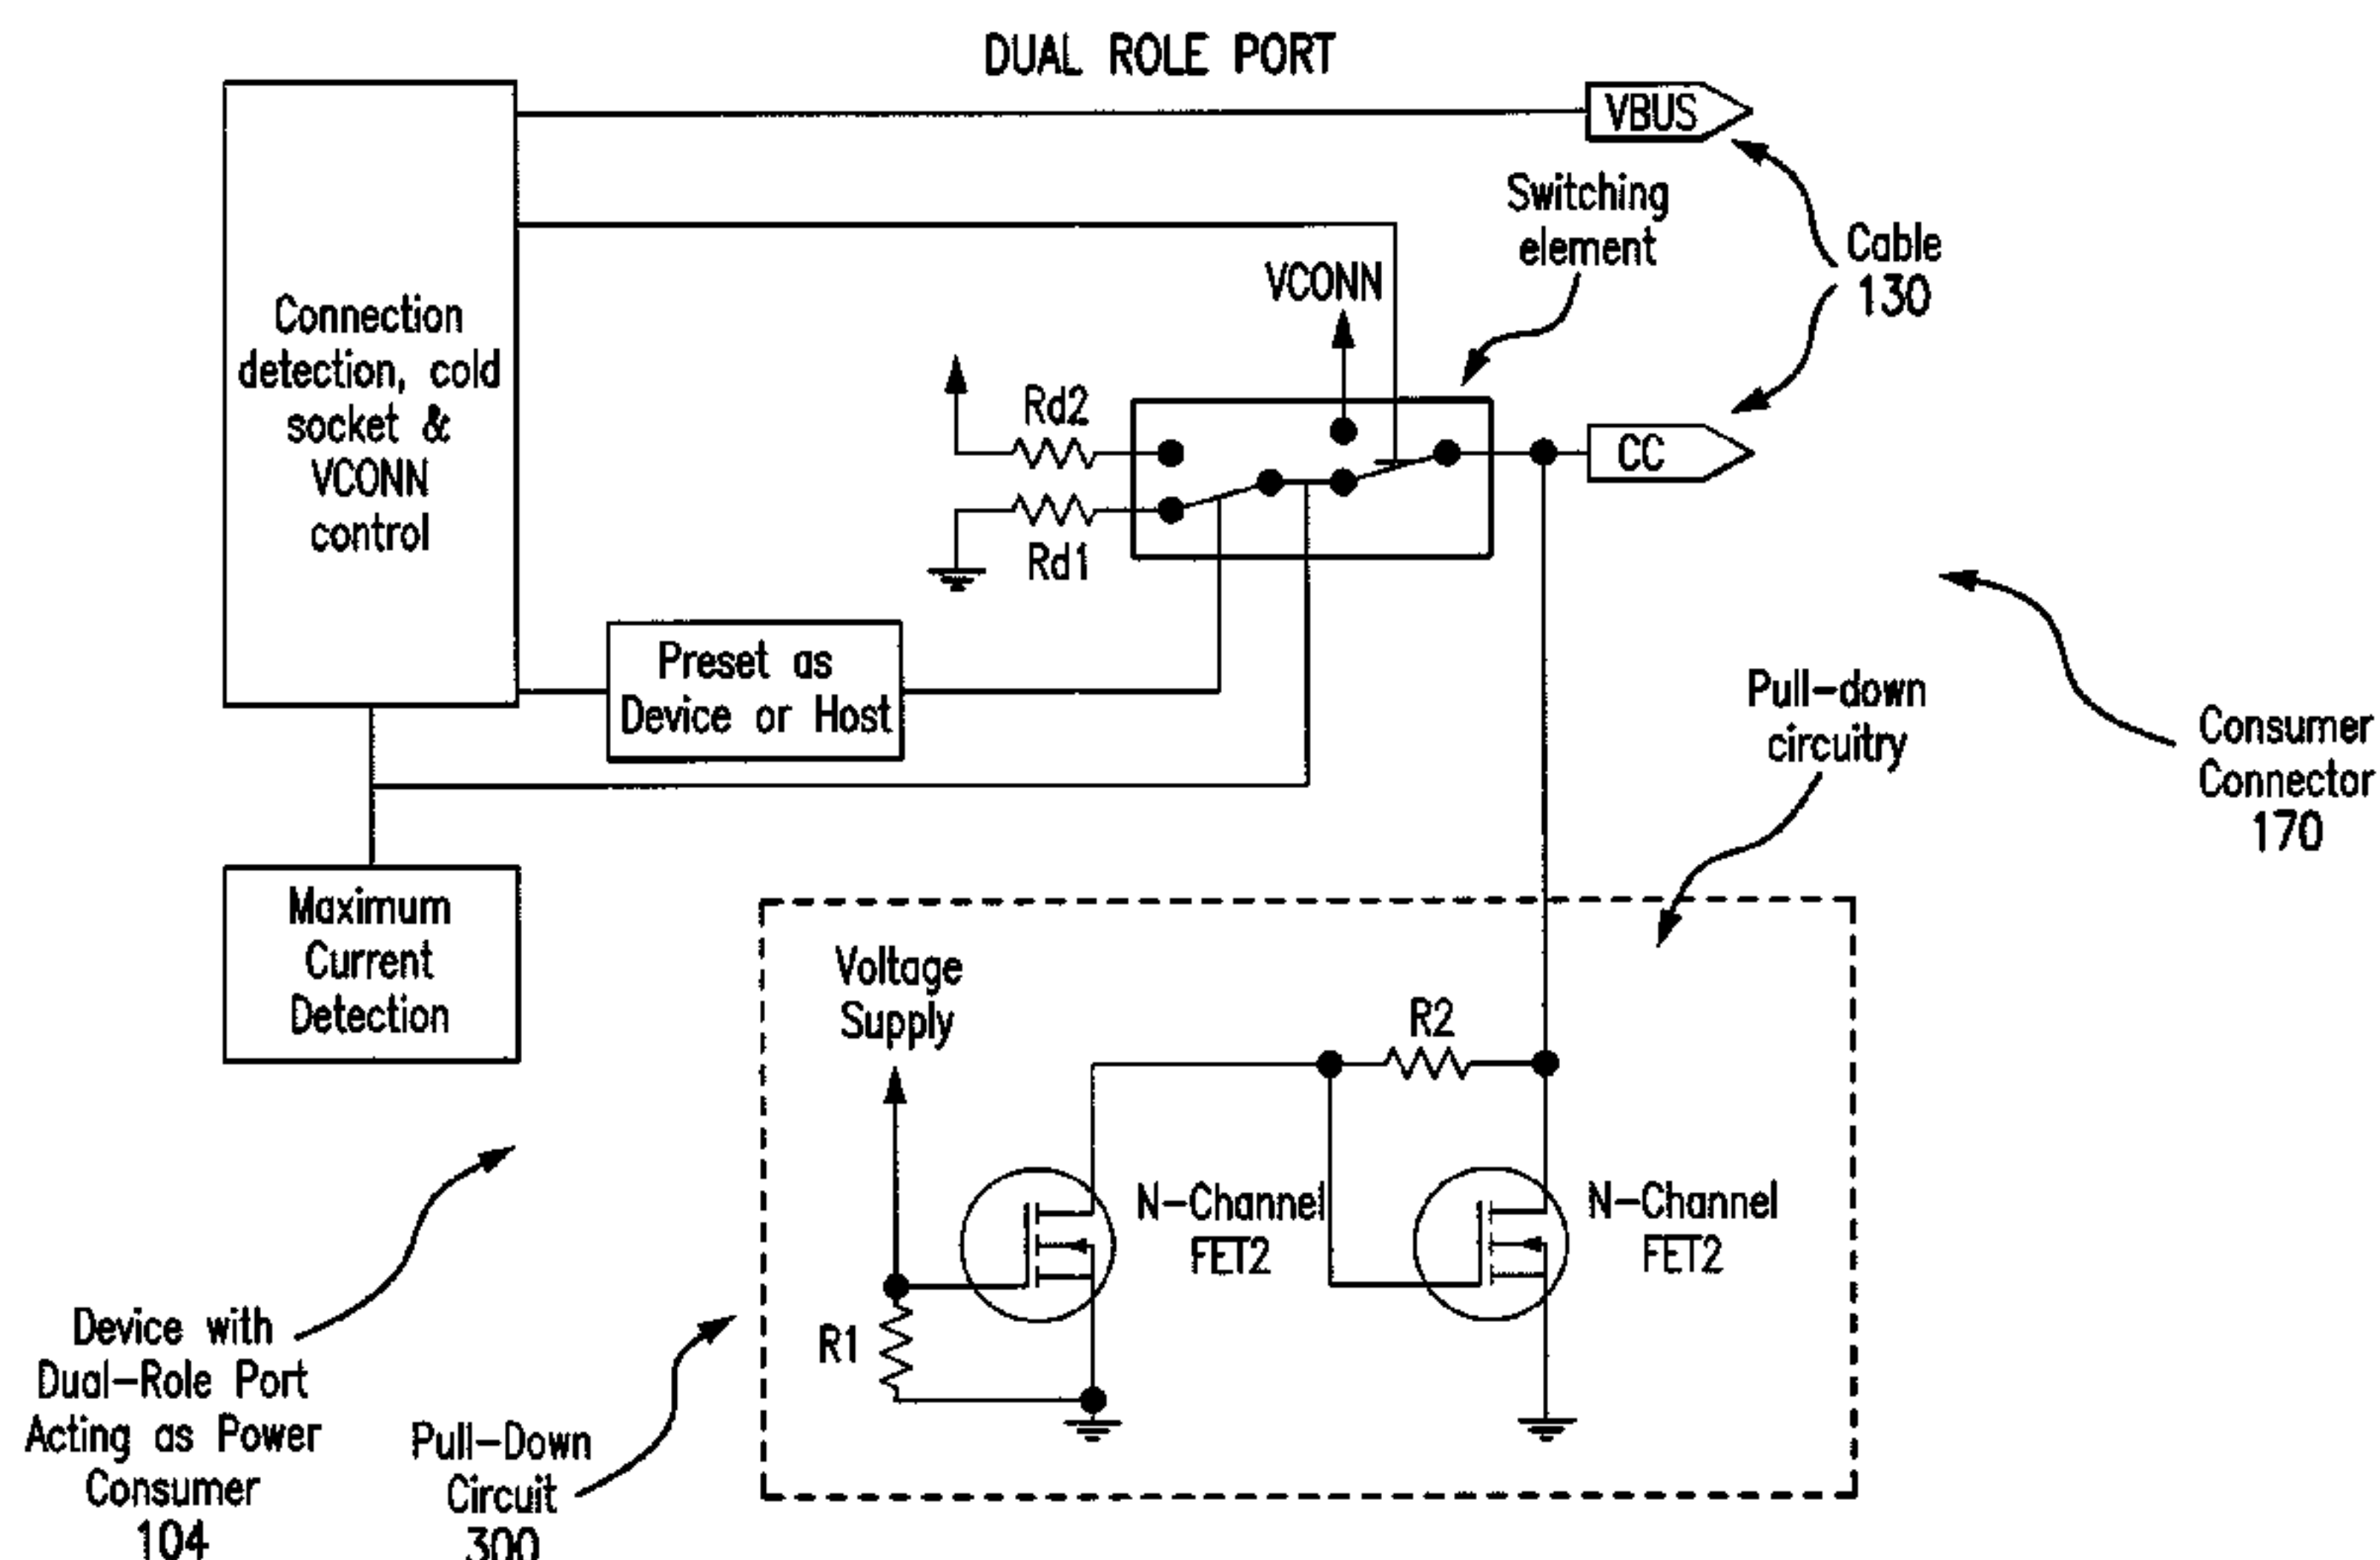 DUAL ROLE PORT
VBUS
Switching
element
Cable
130
VCONN
Connection
detection, cold
socket &
VCONN
control
Rd2
CC
Rd1
Preset as
Device or Host
Pull-down
circuitry
Consumer
Connector
170
Maximum
Current
Detection
Voltage
Supply
R2
N-Channel
FET2
N-Channel
FET2
R1
Device with
Dual-Role Port
Acting as Power
Consumer
104
Pull-Down
Circuit
300